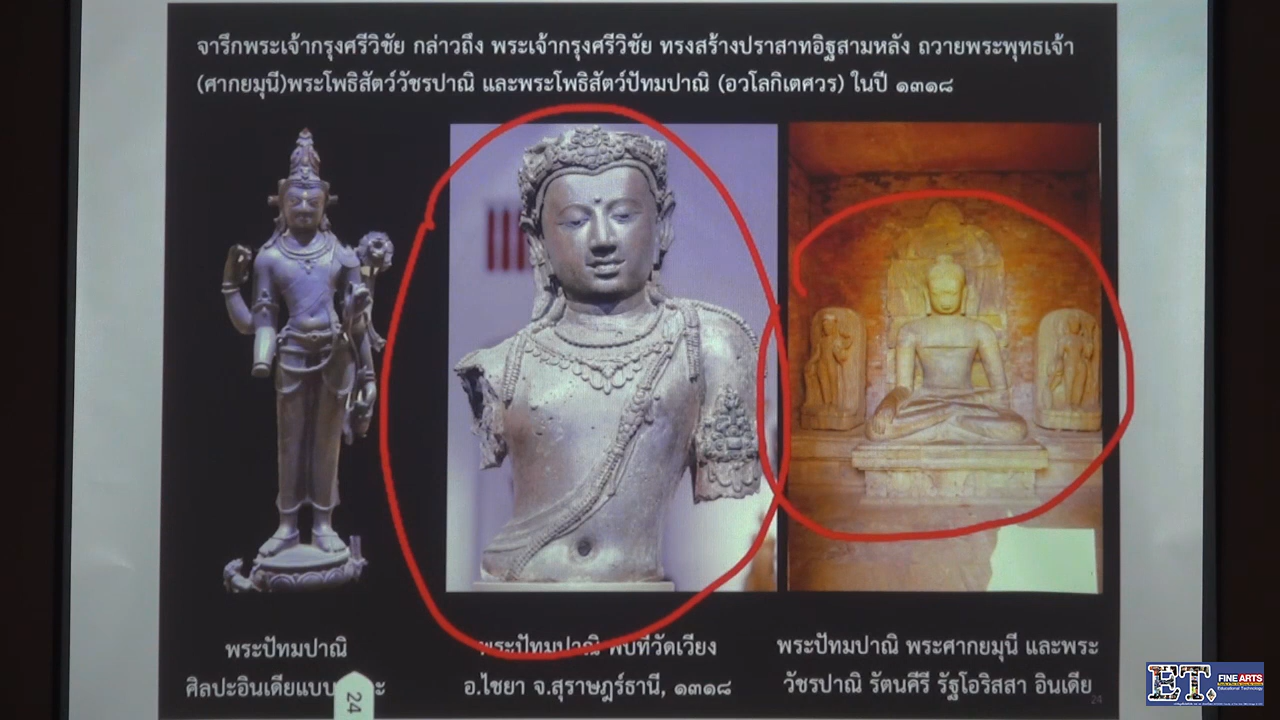 จารึกพระเจ้ากรุงศรีวิชัย กล่าวถึง พระเจ้ากรุงศรีวิชัย ทรงสร้างปราสาทอิฐสามหลัง ถวายพระพุทธเจ้า
(ศากยมุนี)พระโพธิสัตว์วัชรปาณิ และพระโพธิสัตว์ปัทมปาณิ (อวโลกิเตศวร) ในปี ๑๓๑๘
พระปัทมปาณิ
ศิลปะอินเดียแบบ
พระปัทมปาณิ พบที่วัดเวียง
อ.ไชยา จ.สุราษฎร์ธานี, ๑๓๑๘
พระปัทมปาณิ พระศากยมุนี และพระ
วัชรปาณิ รัตนคีรี รัฐโอริสสา อินเดีย
24
24
ET.
FINE ARTS
Educational Technology